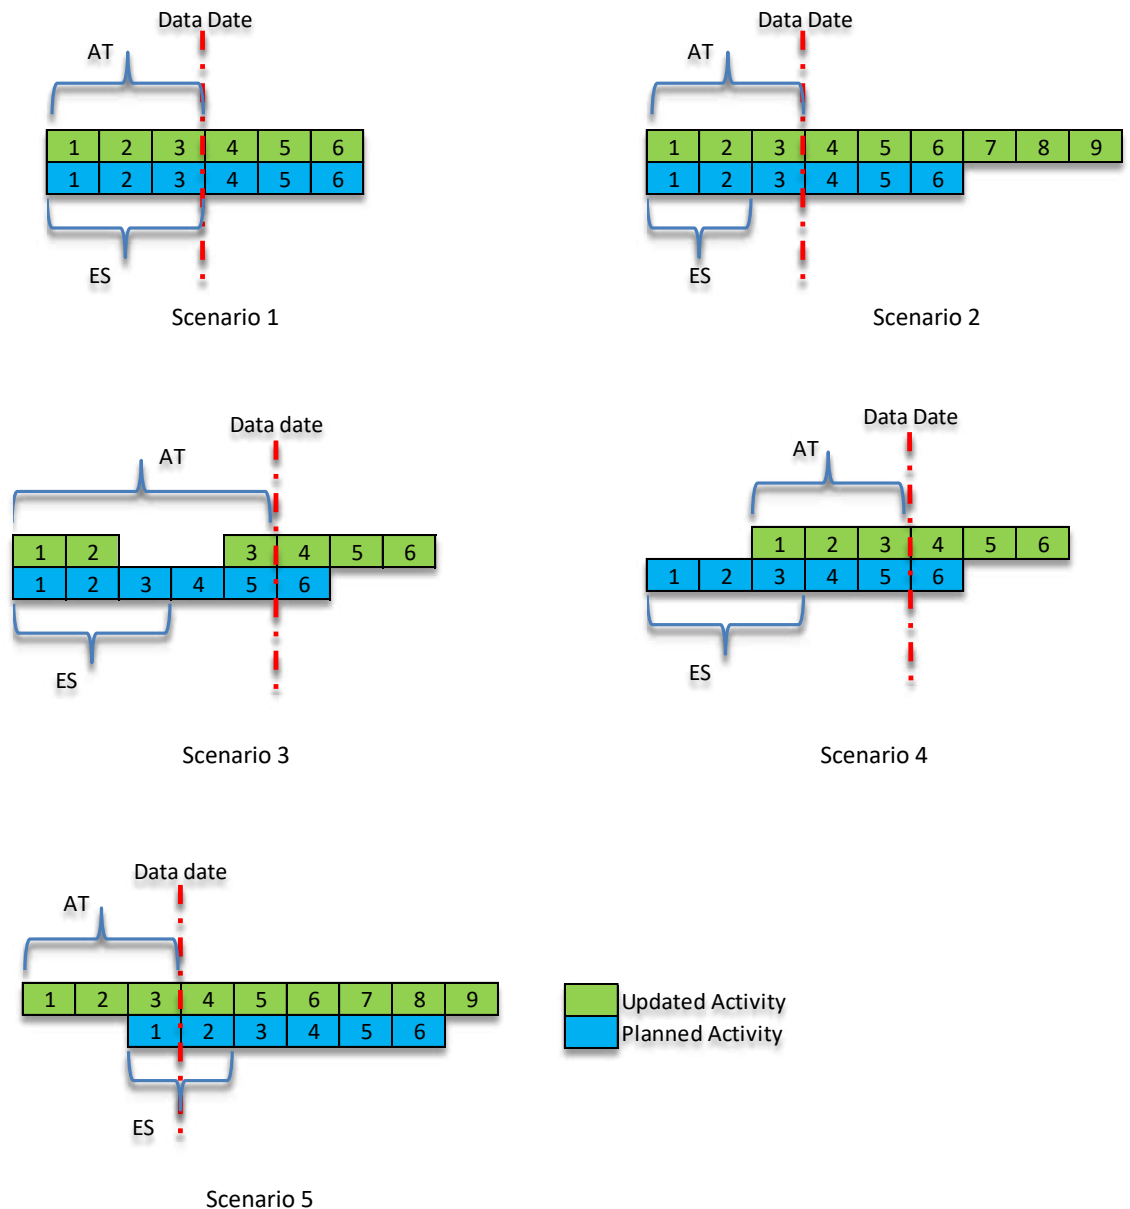 Data Date
AT
1 2 3 4 5 6
1 2 3 4 5 6
ES
Scenario 1
Data Date
AT
1 2 3 4 5 6 7 8 9
1 2 3 4 5 6
ES
Scenario 2
Data date
AT
1 2 3 4 5 6
1 2 3 4 5 6
ES
Scenario 3
Data Date
AT
1 2 3 4 5 6
1 2 3 4 5 6
ES
Scenario 4
Data date
AT
1 2 3 4 5 6 7 8 9
1 2 3 4 5 6
ES
Scenario 5
Updated Activity
Planned Activity